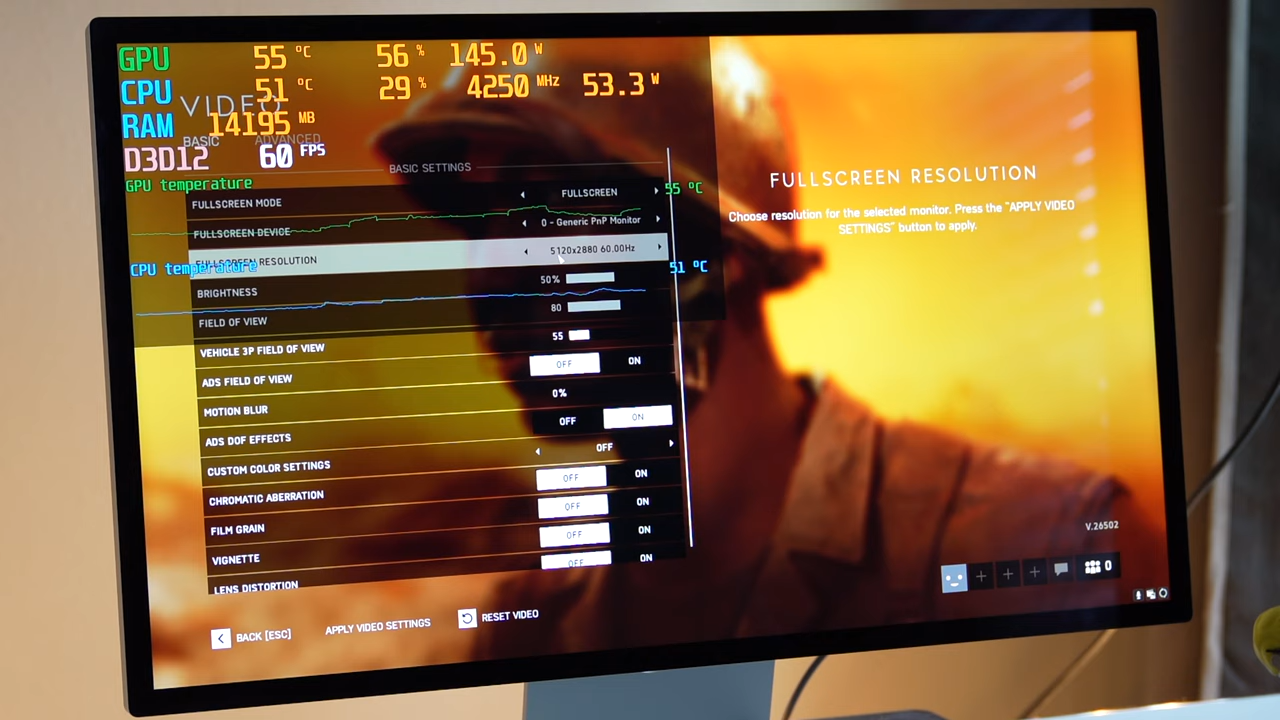 GPU 55 °C 56 % 145.0 W
CPU 51 °C 29 % 4250 MHz 53.3 W
VIDEO
RAM 14195 MB
BASIC ADVANCED
D3D12 60 FPS
BASIC SETTINGS
GPU temperature
55 °C
FULLSCREEN MODE FULLSCREEN
FULLSCREEN DEVICE 0 - Generic PnP Monitor
FULLSCREEN RESOLUTION 5120x2880 60.00Hz
CPU temperature
51 °C
BRIGHTNESS 50%
FIELD OF VIEW 80
VEHICLE 3P FIELD OF VIEW 55
ADS FIELD OF VIEW OFF ON
MOTION BLUR 0%
ADS DOF EFFECTS OFF ON
CUSTOM COLOR SETTINGS OFF
CHROMATIC ABERRATION OFF ON
FILM GRAIN OFF ON
VIGNETTE OFF ON
LENS DISTORTION OFF ON
FULLSCREEN RESOLUTION
Choose resolution for the selected monitor. Press the "APPLY VIDEO
SETTINGS" button to apply.
V.26502
0
BACK [ESC] APPLY VIDEO SETTINGS RESET VIDEO